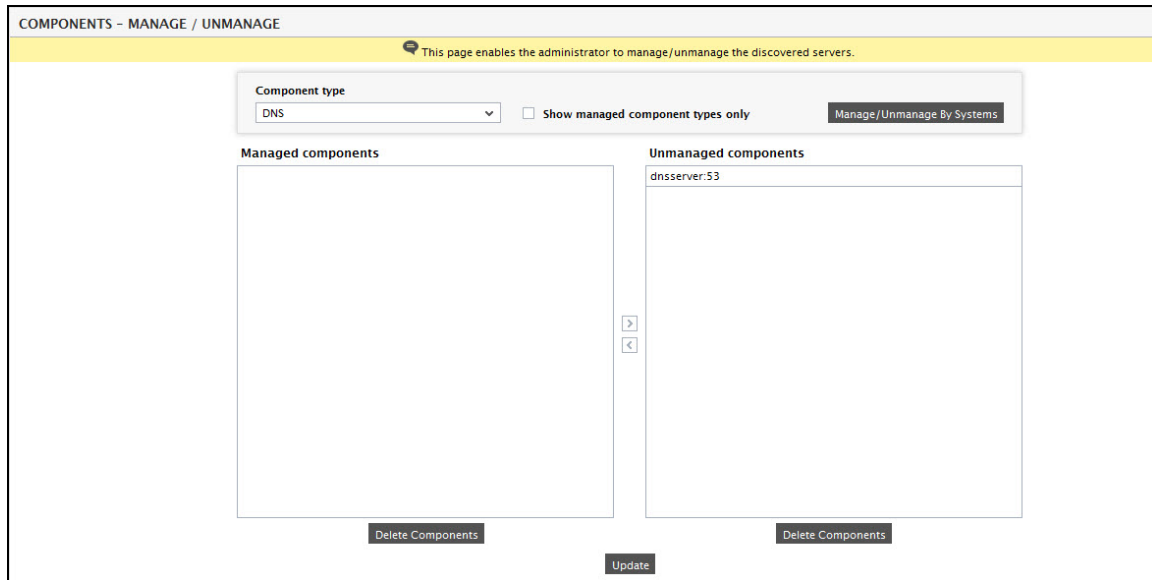 COMPONENTS - MANAGE / UNMANAGE
This page enables the administrator to manage/unmanage the discovered servers.
Component type
DNS
Show managed component types only
Manage/Unmanage By Systems
Managed components
Unmanaged components
dnsserver:53
Delete Components
Delete Components
Update